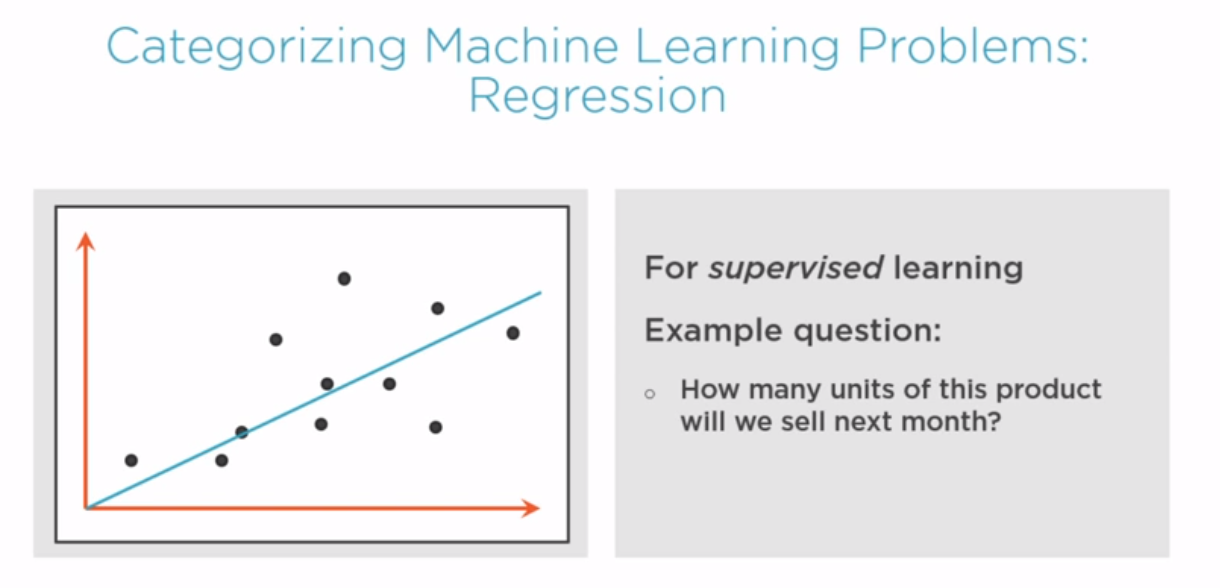 Categorizing Machine Learning Problems:
Regression
For supervised learning
Example question:
○ How many units of this product
will we sell next month?